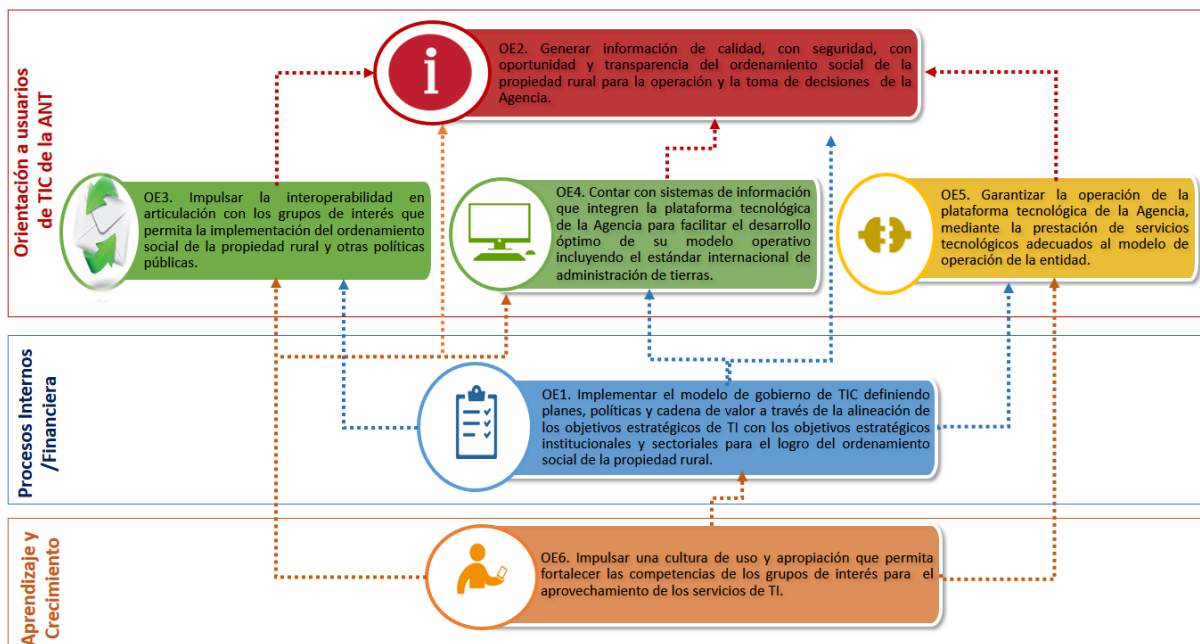 Orientación a usuarios
de TIC de la ANT
OE2. Generar información de calidad, con seguridad, con
oportunidad y transparencia del ordenamiento social de la
propiedad rural para la operación y la toma de decisiones de la
Agencia.
OE3. Impulsar la interoperabilidad en
articulación con los grupos de interés que
permita la implementación del ordenamiento
social de la propiedad rural y otras políticas
públicas.
OE4. Contar con sistemas de información
que integren la plataforma tecnológica
de la Agencia para facilitar el desarrollo
óptimo de su modelo operativo
incluyendo el estándar internacional de
administración de tierras.
OE5. Garantizar la operación de la
plataforma tecnológica de la Agencia,
mediante la prestación de servicios
tecnológicos adecuados al modelo de
operación de la entidad.
Procesos Internos
/Financiera
OE1. Implementar el modelo de gobierno de TIC definiendo
planes, políticas y cadena de valor a través de la alineación de
los objetivos estratégicos de TI con los objetivos estratégicos
institucionales y sectoriales para el logro del ordenamiento
social de la propiedad rural.
Aprendizaje y
Crecimiento
OE6. Impulsar una cultura de uso y apropiación que permita
fortalecer las competencias de los grupos de interés para el
aprovechamiento de los servicios de TI.